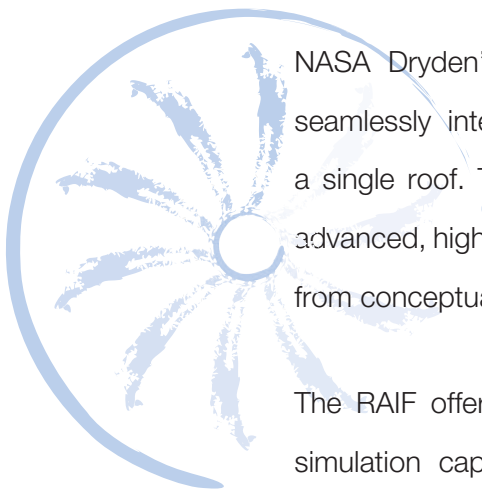 NASA Dryden'
seamlessly inte
a single roof. T
advanced, high
from conceptua
The RAIF offer
simulation cap